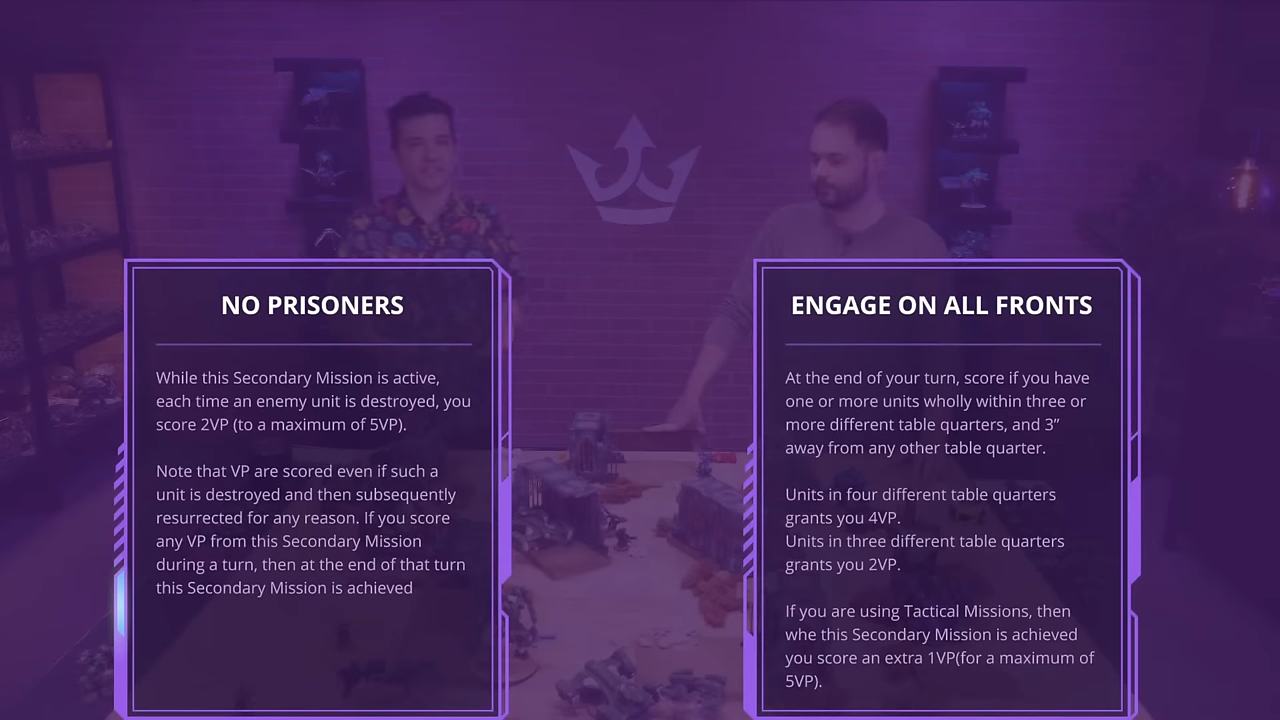 NO PRISONERS
While this Secondary Mission is active,
each time an enemy unit is destroyed, you
score 2VP (to a maximum of 5VP).
Note that VP are scored even if such a
unit is destroyed and then subsequently
resurrected for any reason. If you score
any VP from this Secondary Mission
during a turn, then at the end of that turn
this Secondary Mission is achieved
ENGAGE ON ALL FRONTS
At the end of your turn, score if you have
one or more units wholly within three or
more different table quarters, and 3”
away from any other table quarter.
Units in four different table quarters
grants you 4VP.
Units in three different table quarters
grants you 2VP.
If you are using Tactical Missions, then
whe this Secondary Mission is achieved
you score an extra 1VP(for a maximum of
5VP).